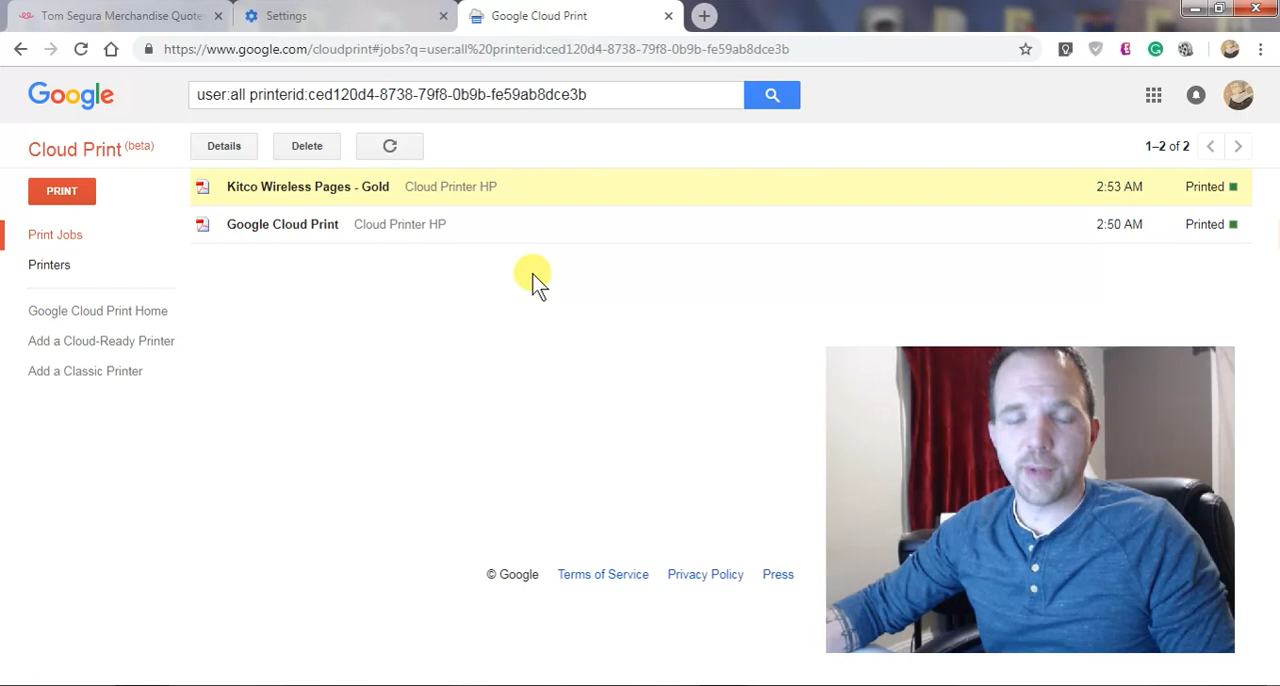 Tom Segura Merchandise Quote
Settings
Google Cloud Print
https://www.google.com/cloudprint#jobs?q=user:all%20printerid:ced120d4-8738-79f8-0b9b-fe59ab8dce3b
Google
user:all printerid:ced120d4-8738-79f8-0b9b-fe59ab8dce3b
Cloud Print (beta)
Details
Delete
1–2 of 2
PRINT
Kitco Wireless Pages - Gold Cloud Printer HP 2:53 AM Printed
Google Cloud Print Cloud Printer HP 2:50 AM Printed
Print Jobs
Printers
Google Cloud Print Home
Add a Cloud-Ready Printer
Add a Classic Printer
© Google Terms of Service Privacy Policy Press